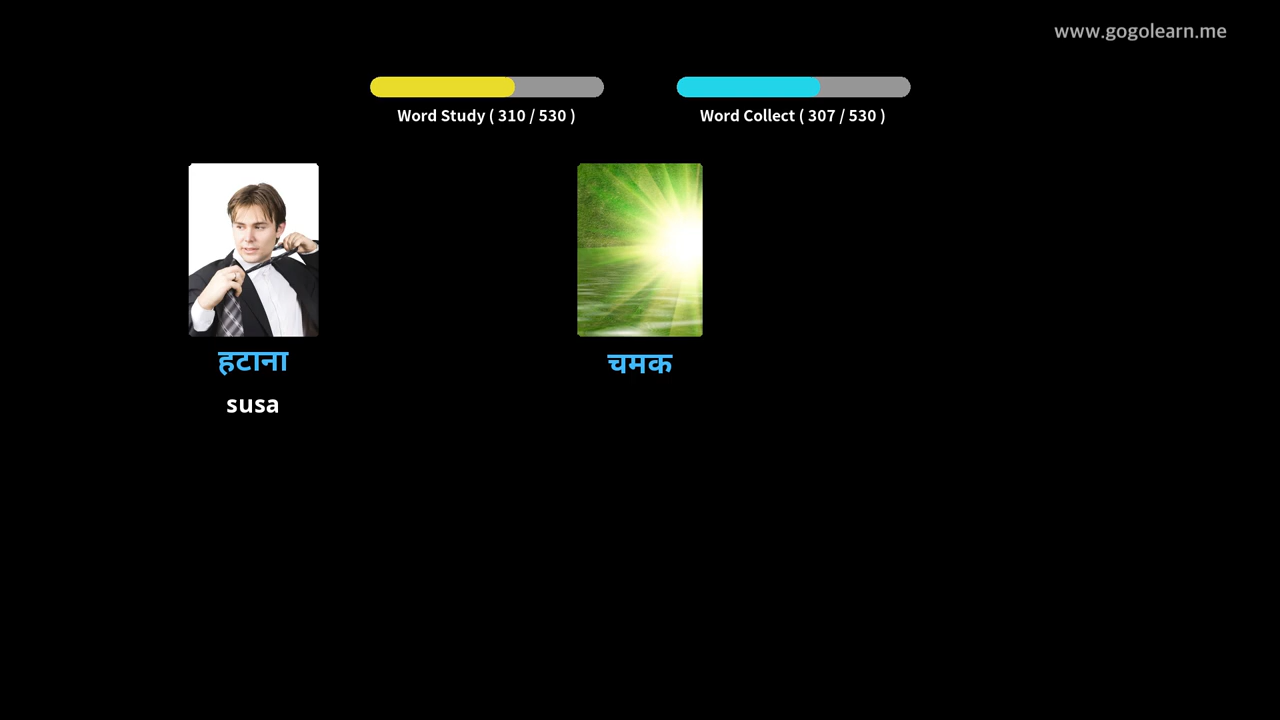 www.gogolearn.me
Word Study ( 310 / 530 )
Word Collect ( 307 / 530 )
हटाना
चमक
susa